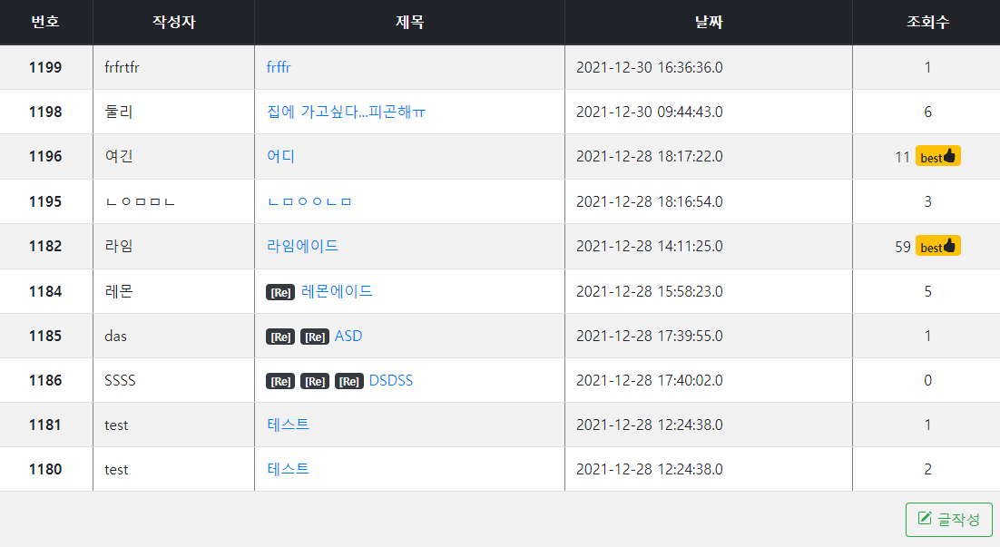 번호 작성자 제목 날짜 조회수
1199 frfrtfr frffr 2021-12-30 16:36:36.0 1
1198 둘리 집에 가고싶다...피곤해ㅠ 2021-12-30 09:44:43.0 6
1196 여긴 어디 2021-12-28 18:17:22.0 11 best
1195 ㄴㅇㅁㅁㄴ ㄴㅁㅇㅇㄴㅁ 2021-12-28 18:16:54.0 3
1182 라임 라임에이드 2021-12-28 14:11:25.0 59 best
1184 레몬 [Re] 레몬에이드 2021-12-28 15:58:23.0 5
1185 das [Re] [Re] ASD 2021-12-28 17:39:55.0 1
1186 SSSS [Re] [Re] [Re] DSDSS 2021-12-28 17:40:02.0 0
1181 test 테스트 2021-12-28 12:24:38.0 1
1180 test 테스트 2021-12-28 12:24:38.0 2
글작성